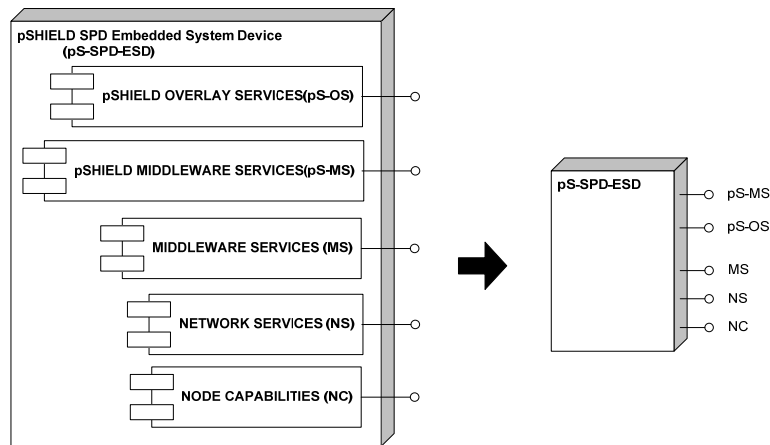 pSHIELD SPD Embedded System Device
(pS-SPD-ESD)
pSHIELD OVERLAY SERVICES(pS-OS)
pSHIELD MIDDLEWARE SERVICES(pS-MS)
MIDDLEWARE SERVICES (MS)
NETWORK SERVICES (NS)
NODE CAPABILITIES (NC)
pS-SPD-ESD
pS-MS
pS-OS
MS
NS
NC